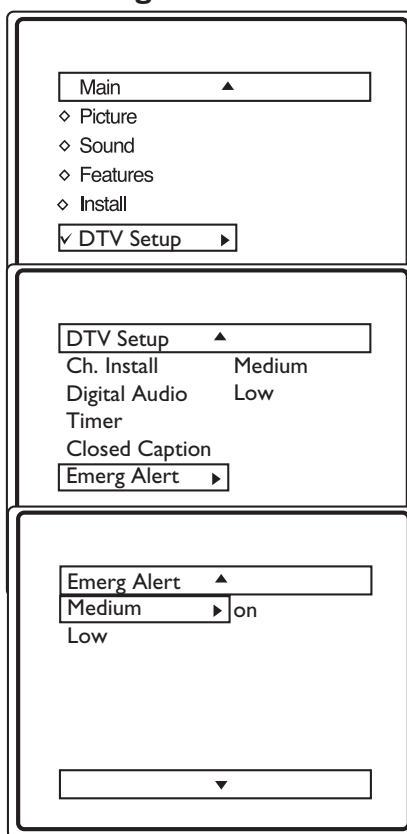 Main ▲
◇ Picture
◇ Sound
◇ Features
◇ Install
✓ DTV Setup ▶
DTV Setup ▲
Ch. Install Medium
Digital Audio Low
Timer
Closed Caption
Emerg Alert ▶
Emerg Alert ▲
Medium ▶ on
Low
▼